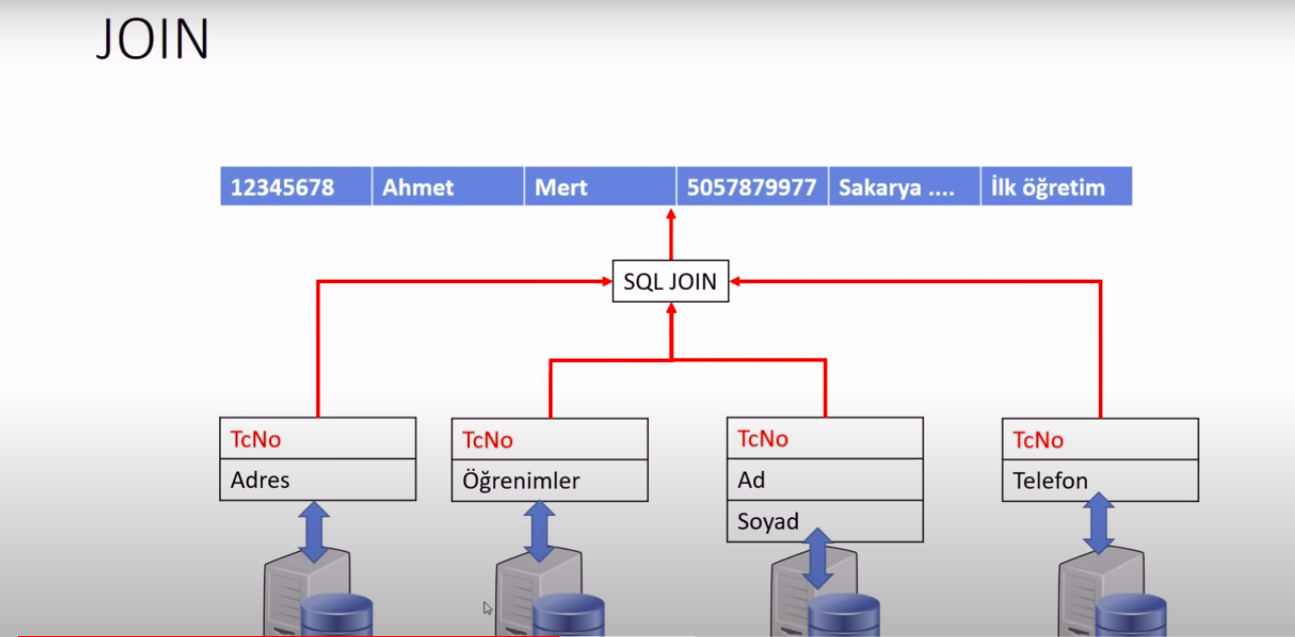 JOIN
12345678 Ahmet Mert 5057879977 Sakarya .... İlk öğretim
SQL JOIN
TcNo
Adres
TcNo
Öğrenimler
TcNo
Ad
Soyad
TcNo
Telefon